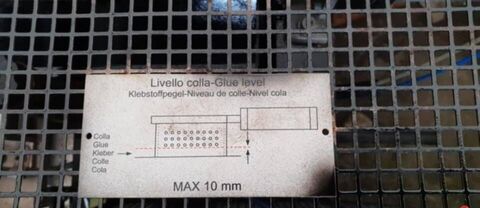 Livello colla-Glue level
Klebstoffpegel-Niveau de colle-Nivel cola
Colla
Glue
Kleber
Colle
Cola
MAX 10 mm